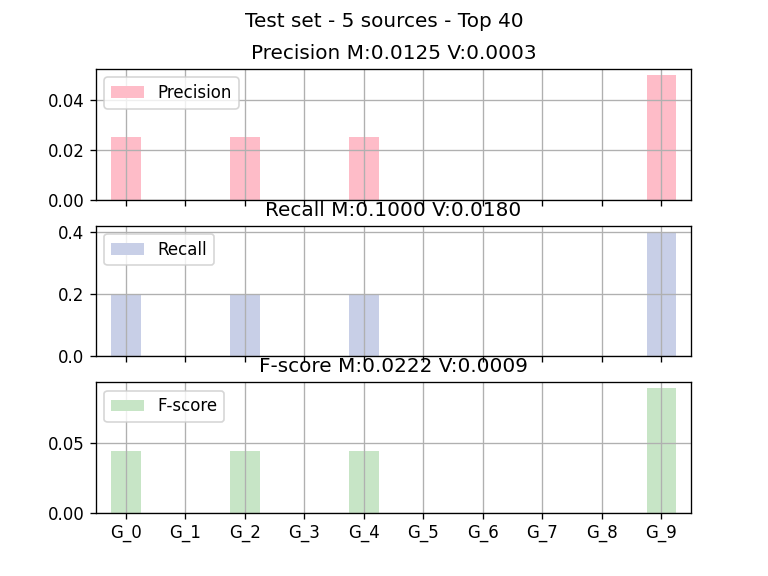 Test set - 5 sources - Top 40
Precision M:0.0125 V:0.0003
Precision
0.04
0.02
0.00
Recall M:0.1000 V:0.0180
Recall
0.4
0.2
0.0
F-score M:0.0222 V:0.0009
F-score
0.05
0.00
G_0 G_1 G_2 G_3 G_4 G_5 G_6 G_7 G_8 G_9